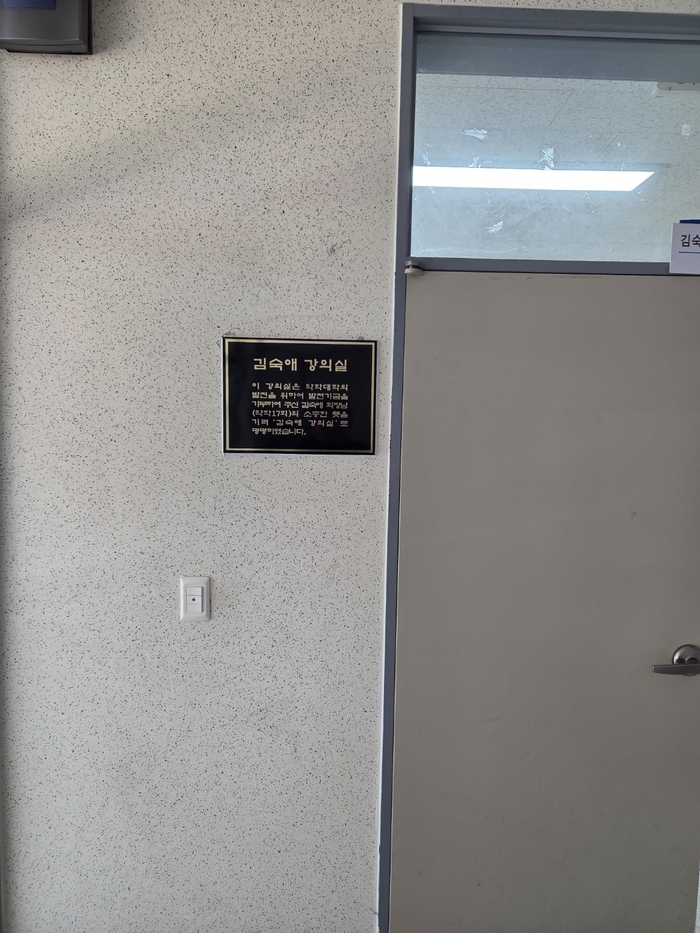 김숙애 강의실
이 강의실은 약학대학의
발전을 위하여 발전기금을
기부하여 주신 김숙애 회장님
(약학17회)의 소중한 뜻을
기려 '김숙애 강의실' 로
명명하였습니다.
김숙